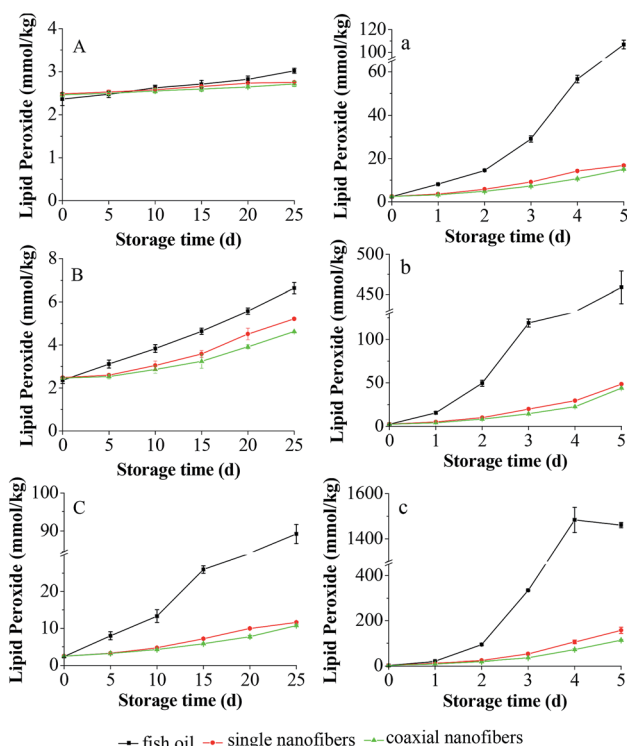 A
Lipid Peroxide (mmol/kg)
4
3
2
1
0
0 5 10 15 20 25
Storage time (d)
a
Lipid Peroxide (mmol/kg)
120
100
60
40
20
0
0 1 2 3 4 5
Storage time (d)
B
Lipid Peroxide (mmol/kg)
8
6
4
2
0
0 5 10 15 20 25
Storage time (d)
b
Lipid Peroxide (mmol/kg)
500
450
100
50
0
0 1 2 3 4 5
Storage time (d)
C
Lipid Peroxide (mmol/kg)
100
90
20
10
0
0 5 10 15 20 25
Storage time (d)
c
Lipid Peroxide (mmol/kg)
1600
1400
400
200
0
0 1 2 3 4 5
Storage time (d)
fish oil single nanofibers coaxial nanofibers